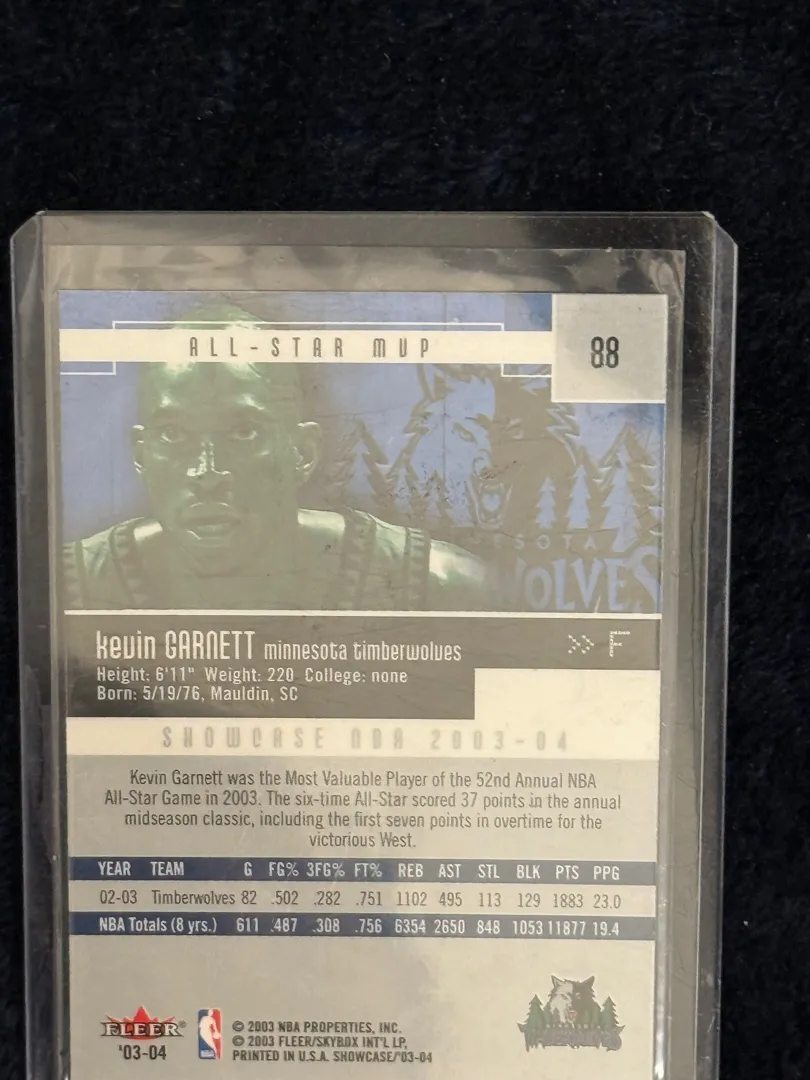 ALL-STAR MVP
88
WOLVES
kevin GARNETT minnesota timberwolves
>> F
Height: 6'11" Weight: 220 College: none
Born: 5/19/76, Mauldin, SC
SHOWCASE NBA 2003-04
Kevin Garnett was the Most Valuable Player of the 52nd Annual NBA
All-Star Game in 2003. The six-time All-Star scored 37 points in the annual
midseason classic, including the first seven points in overtime for the
victorious West.
YEAR TEAM G FG% 3FG% FT% REB AST STL BLK PTS PPG
02-03 Timberwolves 82 .502 .282 .751 1102 495 113 129 1883 23.0
NBA Totals (8 yrs.) 611 .487 .308 .756 6354 2650 848 1053 11877 19.4
FLEER®
'03-04
© 2003 NBA PROPERTIES, INC.
© 2003 FLEER/SKYBOX INT'L LP,
PRINTED IN U.S.A. SHOWCASE/'03-04